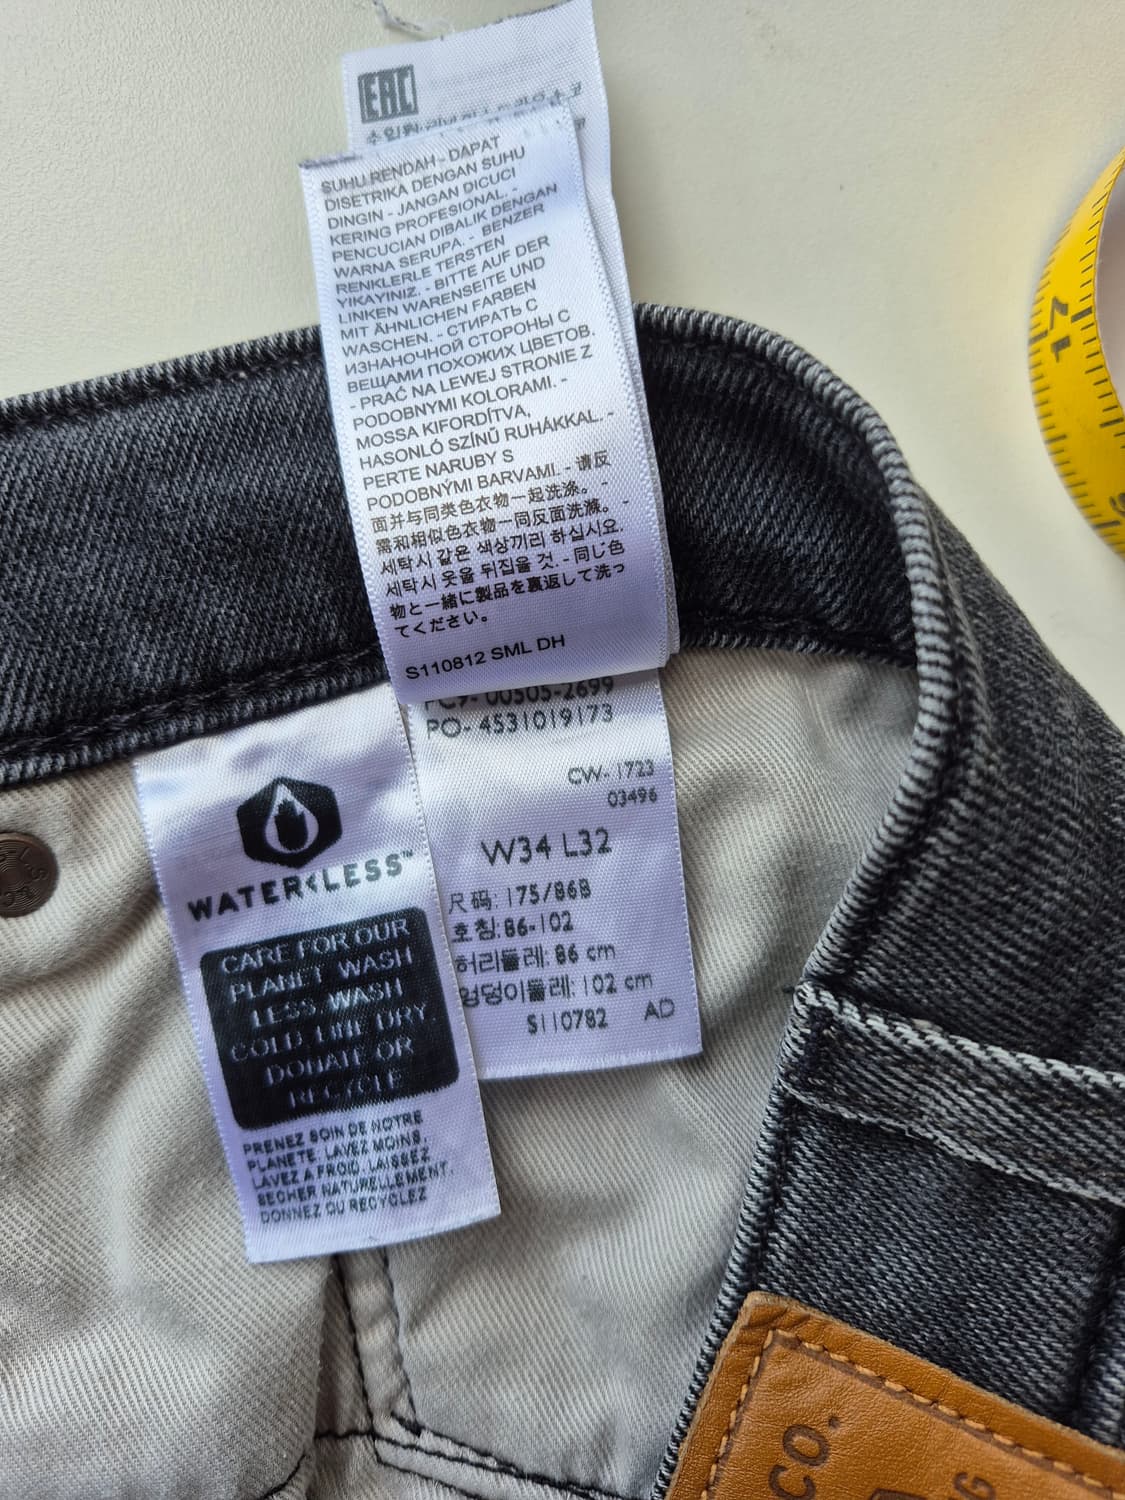 EAC
SUHU RENDAH - DAPAT
DISETRIKA DENGAN SUHU
DINGIN - JANGAN DICUCI
KERING PROFESIONAL. -
PENCUCIAN DIBALIK DENGAN
WARNA SERUPA. - BENZER
RENKLERLE TERSTEN
YIKAYINIZ. - BITTE AUF DER
LINKEN WARENSEITE UND
MIT ÄHNLICHEN FARBEN
WASCHEN. - СТИРАТЬ С
ИЗНАНОЧНОЙ СТОРОНЫ С
ВЕЩАМИ ПОХОЖИХ ЦВЕТОВ.
- PRAĆ NA LEWEJ STRONIE Z
PODOBNYMI KOLORAMI. -
MOSSA KIFORDÍTVA,
HASONLÓ SZÍNŰ RUHÁKKAL. -
PERTE NARUBY S
PODOBNÝMI BARVAMI. - 请反
面并与同类色衣物一起洗涤。 -
需和相似色衣物一同反面洗滌。 -
세탁시 같은 색상끼리 하십시요.
세탁시 옷을 뒤집을 것. - 同じ色
物と一緒に製品を裏返して洗っ
てください。
S110812 SML DH
PC9- 00505-2699
PO- 4531019173
CW- 1723
03496
W34 L32
尺码: 175/86B
호칭:86-102
허리둘레: 86 cm
엉덩이둘레: 102 cm
S110782 AD
WATER<LESS™
CARE FOR OUR
PLANET WASH
LESS WASH
COLD LINE DRY
DONATE OR
RECYCLE
PRENEZ SOIN DE NOTRE
PLANETE: LAVEZ MOINS,
LAVEZ A FROID, LAISSEZ
SECHER NATURELLEMENT,
DONNEZ OU RECYCLEZ
17
CO.